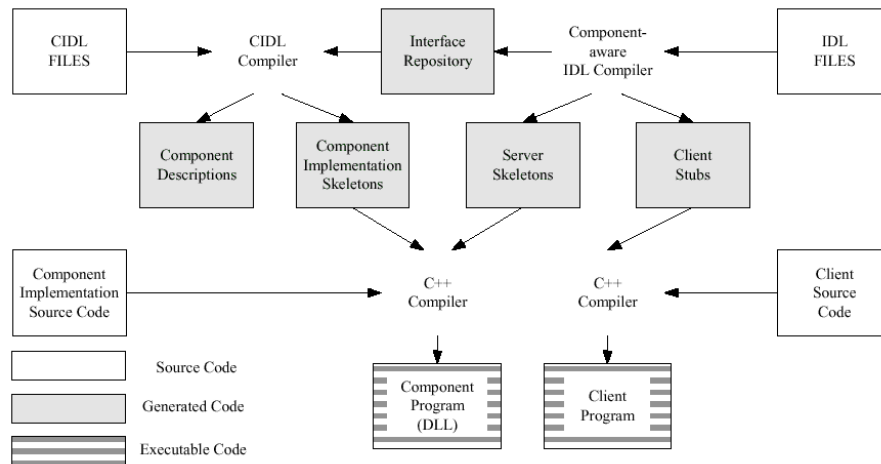 CIDL
FILES
CIDL
Compiler
Interface
Repository
Component-
aware
IDL Compiler
IDL
FILES
Component
Descriptions
Component
Implementation
Skeletons
Server
Skeletons
Client
Stubs
Component
Implementation
Source Code
C++
Compiler
C++
Compiler
Client
Source
Code
Source Code
Generated Code
Executable Code
Component
Program
(DLL)
Client
Program